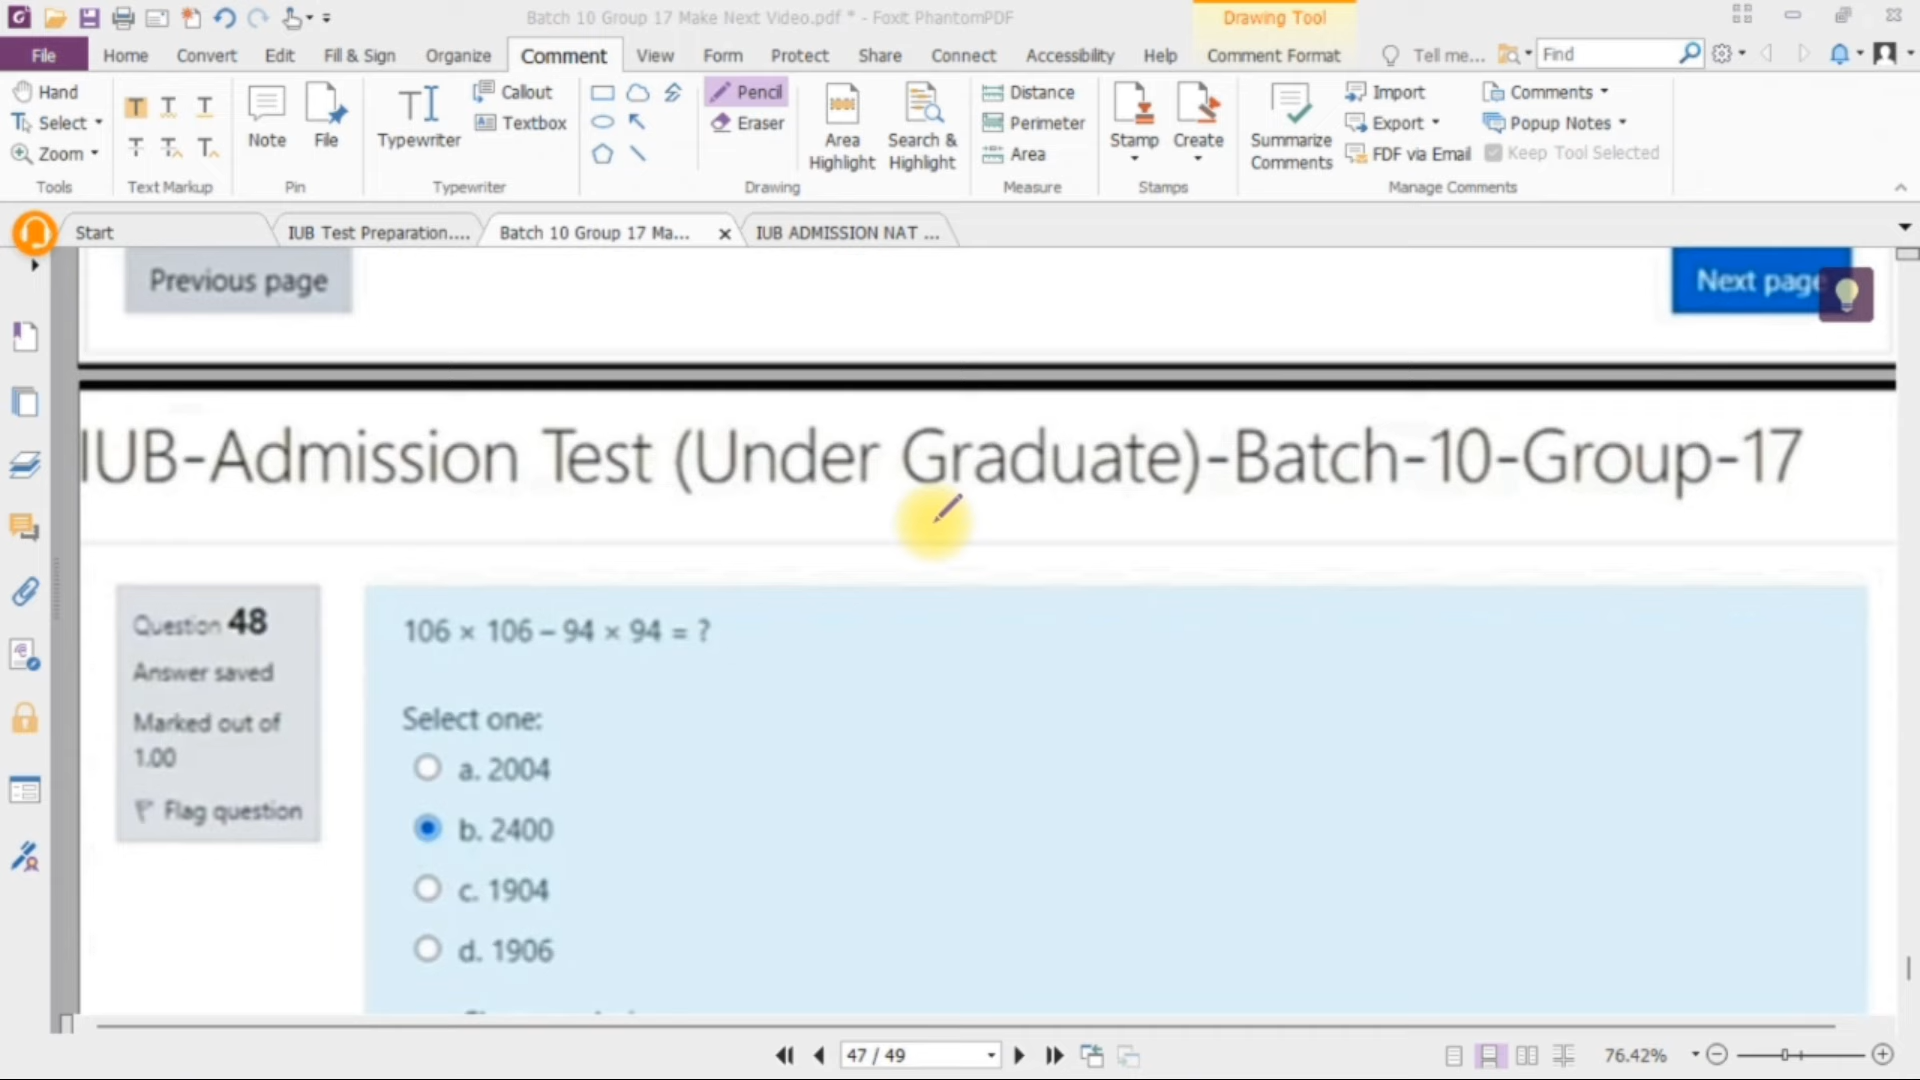 Batch 10 Group 17 Make Next Video.pdf * - Foxit PhantomPDF
Drawing Tool
File Home Convert Edit Fill & Sign Organize Comment View Form Protect Share Connect Accessibility Help Comment Format Tell me... Find
Hand
Select
Zoom
Tools
Text Markup
Note
File
Pin
Typewriter
Callout
Textbox
Typewriter
Pencil
Eraser
Area Highlight
Search & Highlight
Drawing
Distance
Perimeter
Area
Measure
Stamp
Create
Stamps
Summarize Comments
Import
Export
FDF via Email
Comments
Popup Notes
Keep Tool Selected
Manage Comments
Start
IUB Test Preparation....
Batch 10 Group 17 Ma...
IUB ADMISSION NAT ...
Previous page
Next page
IUB-Admission Test (Under Graduate)-Batch-10-Group-17
Question 48
Answer saved
Marked out of
1.00
Flag question
106 × 106 – 94 × 94 = ?
Select one:
a. 2004
b. 2400
c. 1904
d. 1906
47 / 49
76.42%